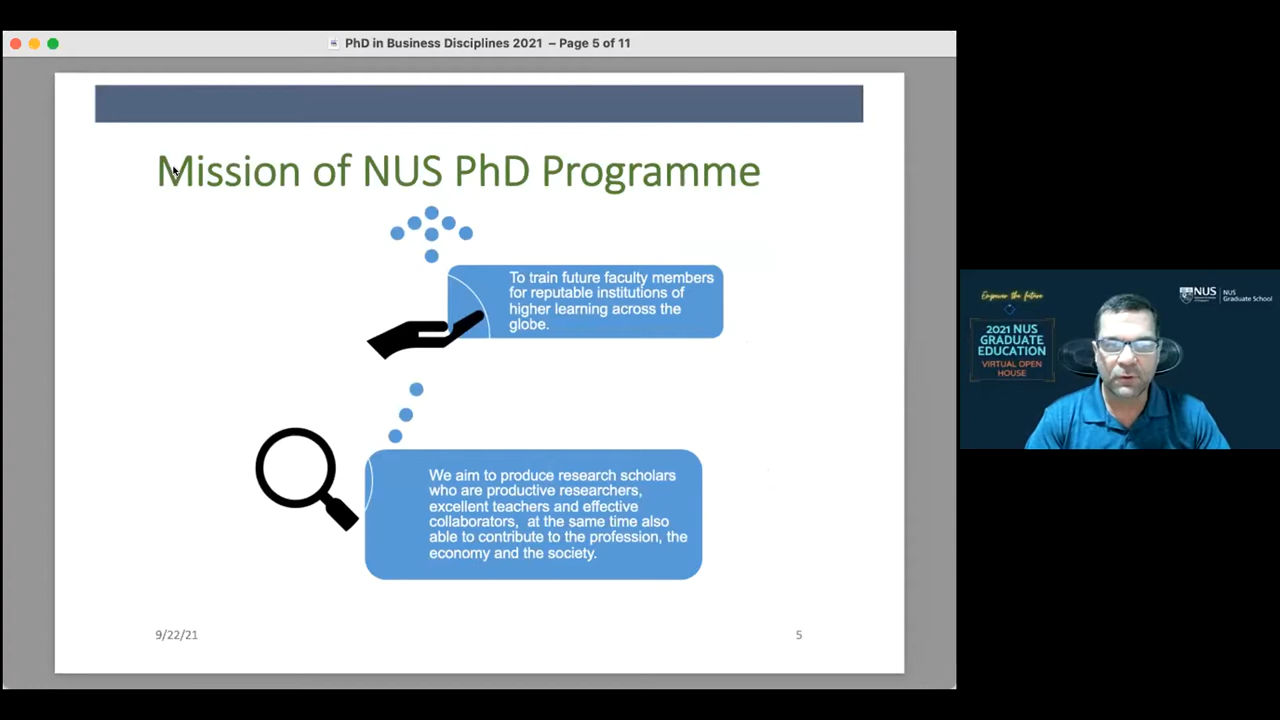 PhD in Business Disciplines 2021 – Page 5 of 11
Mission of NUS PhD Programme
To train future faculty members
for reputable institutions of
higher learning across the
globe.
We aim to produce research scholars
who are productive researchers,
excellent teachers and effective
collaborators, at the same time also
able to contribute to the profession, the
economy and the society.
9/22/21
5
Empower the future
2021 NUS
GRADUATE
EDUCATION
VIRTUAL OPEN
HOUSE
NUS
NUS
Graduate School